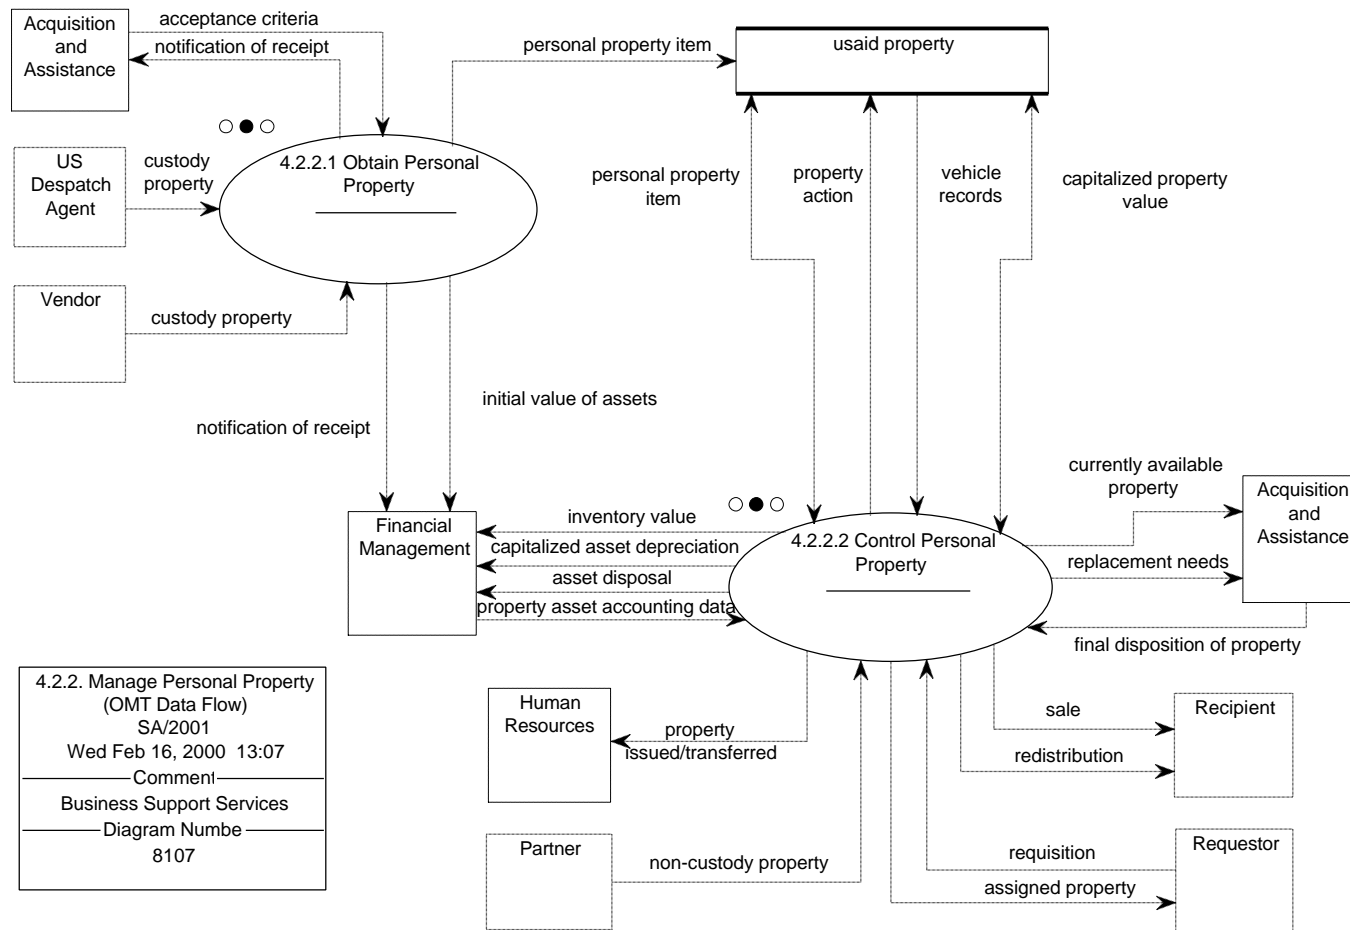 Acquisition
and
Assistance
acceptance criteria
notification of receipt
personal property item
usaid property
US
Despatch
Agent
custody
property
4.2.2.1 Obtain Personal
Property
personal property
item
property
action
vehicle
records
capitalized property
value
Vendor
custody property
initial value of assets
notification of receipt
currently available
property
Acquisition
and
Assistance
Financial
Management
inventory value
capitalized asset depreciation
asset disposal
property asset accounting data
4.2.2.2 Control Personal
Property
replacement needs
final disposition of property
4.2.2. Manage Personal Property
(OMT Data Flow)
SA/2001
Wed Feb 16, 2000 13:07
Comment
Business Support Services
Diagram Numbe
8107
Human
Resources
property
issued/transferred
sale
redistribution
Recipient
Partner
non-custody property
requisition
assigned property
Requestor